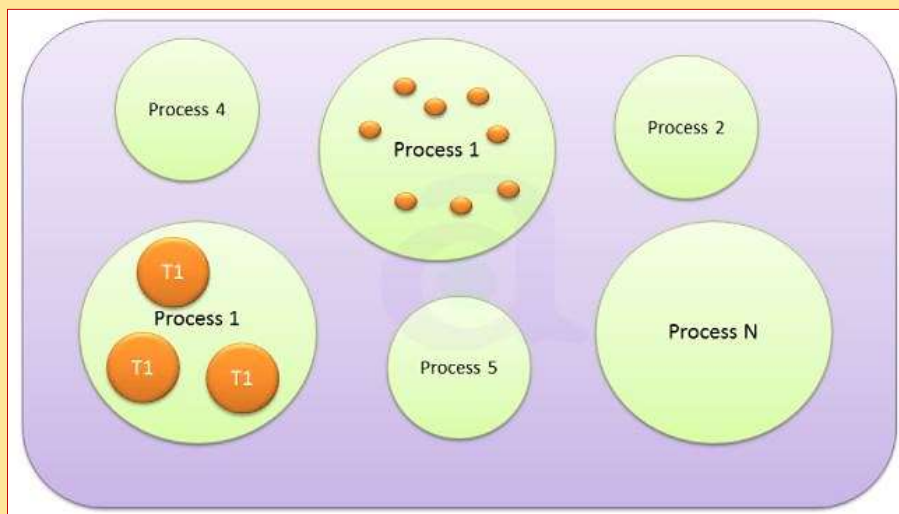 Process 4
Process 1
Process 2
T1
Process 1
T1
T1
Process 5
Process N